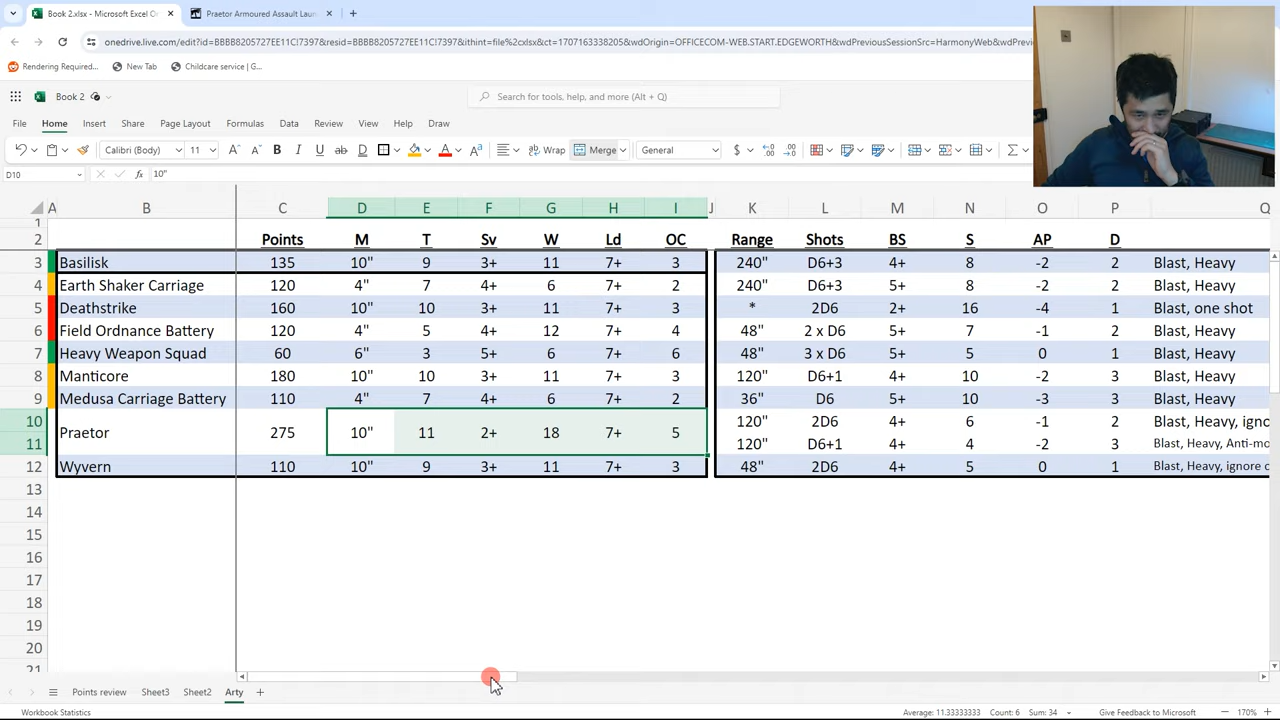 Book 2.xlsx - Microsoft Excel O
Praetor Armoured Assault Laun
onedrive.live.com/edit?id=BBBB8205727EE11C!7397&resid=BBBB8205727EE11C!7397&ithint=file%2cxlsx&ct=1707163338205&wdOrigin=OFFICECOM-WEB.START.EDGEWORTH&wdPreviousSessionSrc=HarmonyWeb&wdPrevi
Rendering Required... New Tab Childcare service | G...
Book 2 Search for tools, help, and more (Alt + Q)
File Home Insert Share Page Layout Formulas Data Review View Help Draw
Calibri (Body) 11 B I U ab D A Wrap Merge General $
D10 fx 10"
A B C D E F G H I J K L M N O P Q
1
2 Points M T Sv W Ld OC Range Shots BS S AP D
3 Basilisk 135 10" 9 3+ 11 7+ 3 240" D6+3 4+ 8 -2 2 Blast, Heavy
4 Earth Shaker Carriage 120 4" 7 4+ 6 7+ 2 240" D6+3 5+ 8 -2 2 Blast, Heavy
5 Deathstrike 160 10" 10 3+ 11 7+ 3 * 2D6 2+ 16 -4 1 Blast, one shot
6 Field Ordnance Battery 120 4" 5 4+ 12 7+ 4 48" 2 x D6 5+ 7 -1 2 Blast, Heavy
7 Heavy Weapon Squad 60 6" 3 5+ 6 7+ 6 48" 3 x D6 5+ 5 0 1 Blast, Heavy
8 Manticore 180 10" 10 3+ 11 7+ 3 120" D6+1 4+ 10 -2 3 Blast, Heavy
9 Medusa Carriage Battery 110 4" 7 4+ 6 7+ 2 36" D6 5+ 10 -3 3 Blast, Heavy
10 Praetor 275 10" 11 2+ 18 7+ 5 120" 2D6 4+ 6 -1 2 Blast, Heavy, igno
11 120" D6+1 4+ 4 -2 3 Blast, Heavy, Anti-mo
12 Wyvern 110 10" 9 3+ 11 7+ 3 48" 2D6 4+ 5 0 1 Blast, Heavy, ignore c
13
14
15
16
17
18
19
20
21
Points review Sheet3 Sheet2 Arty
Workbook Statistics Average: 11.33333333 Count: 6 Sum: 34 Give Feedback to Microsoft 170%